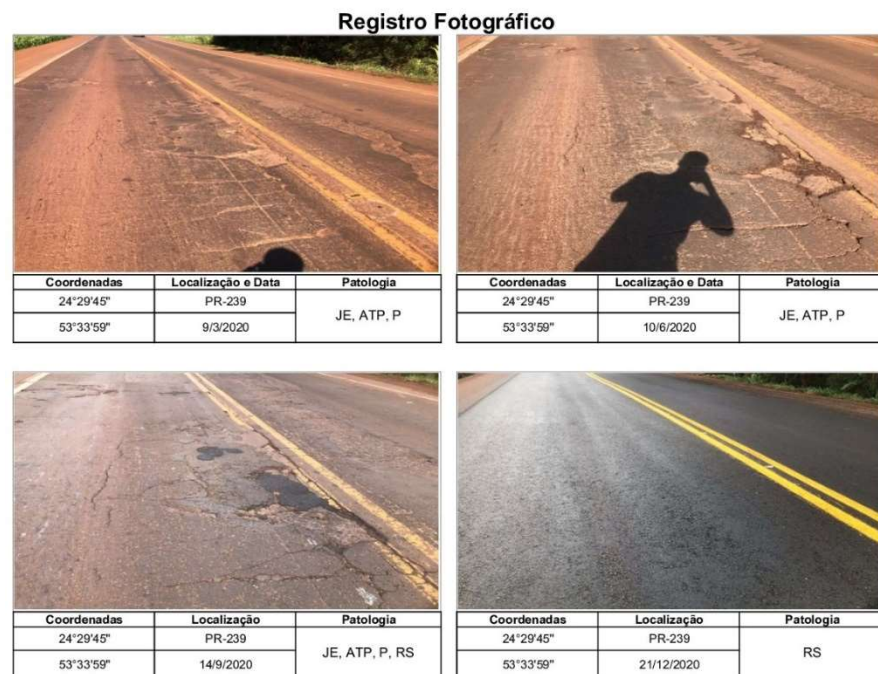 Registro Fotográfico
Coordenadas Localização e Data Patologia
24°29'45" PR-239
JE, ATP, P
53°33'59" 9/3/2020
Coordenadas Localização e Data Patologia
24°29'45" PR-239
JE, ATP, P
53°33'59" 10/6/2020
Coordenadas Localização Patologia
24°29'45" PR-239
JE, ATP, P, RS
53°33'59" 14/9/2020
Coordenadas Localização Patologia
24°29'45" PR-239
RS
53°33'59" 21/12/2020